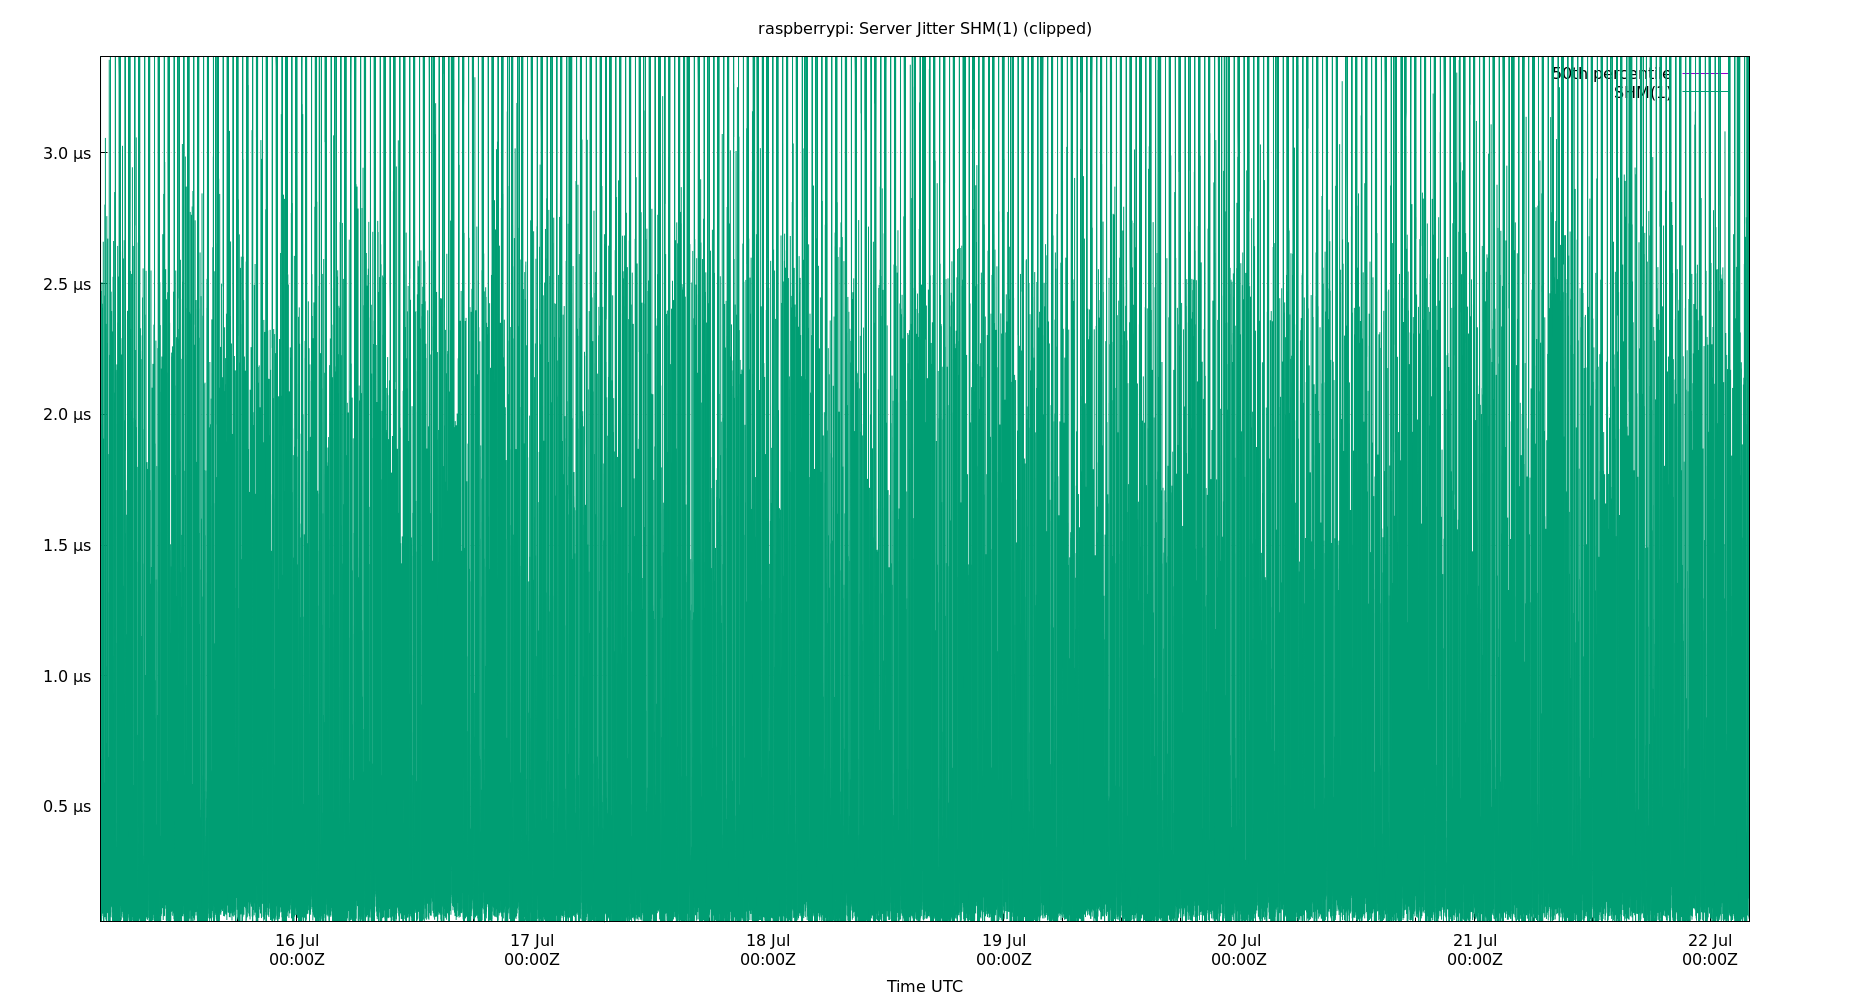 raspberrypi: Server Jitter SHM(1) (clipped)
50th percentile
SHM(1)
3.0 µs
2.5 µs
2.0 µs
1.5 µs
1.0 µs
0.5 µs
16 Jul 17 Jul 18 Jul 19 Jul 20 Jul 21 Jul 22 Jul
00:00Z 00:00Z 00:00Z 00:00Z 00:00Z 00:00Z 00:00Z
Time UTC